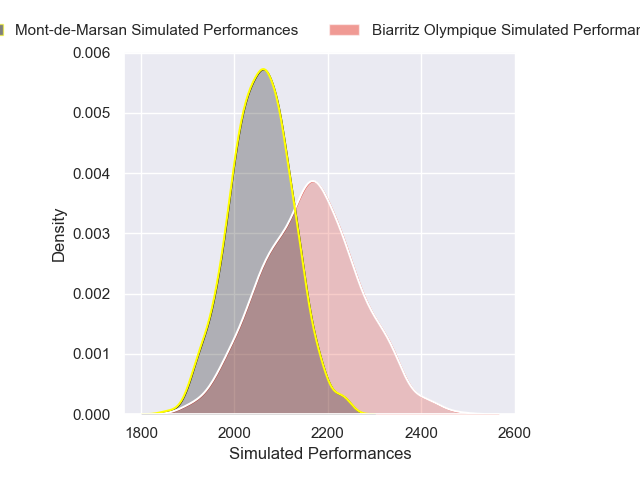 Mont-de-Marsan Simulated Performances
Biarritz Olympique Simulated
0.006
0.005
0.004
0.003
0.002
0.001
0.000
Density
1800 2000 2200 2400 2600
Simulated Performances